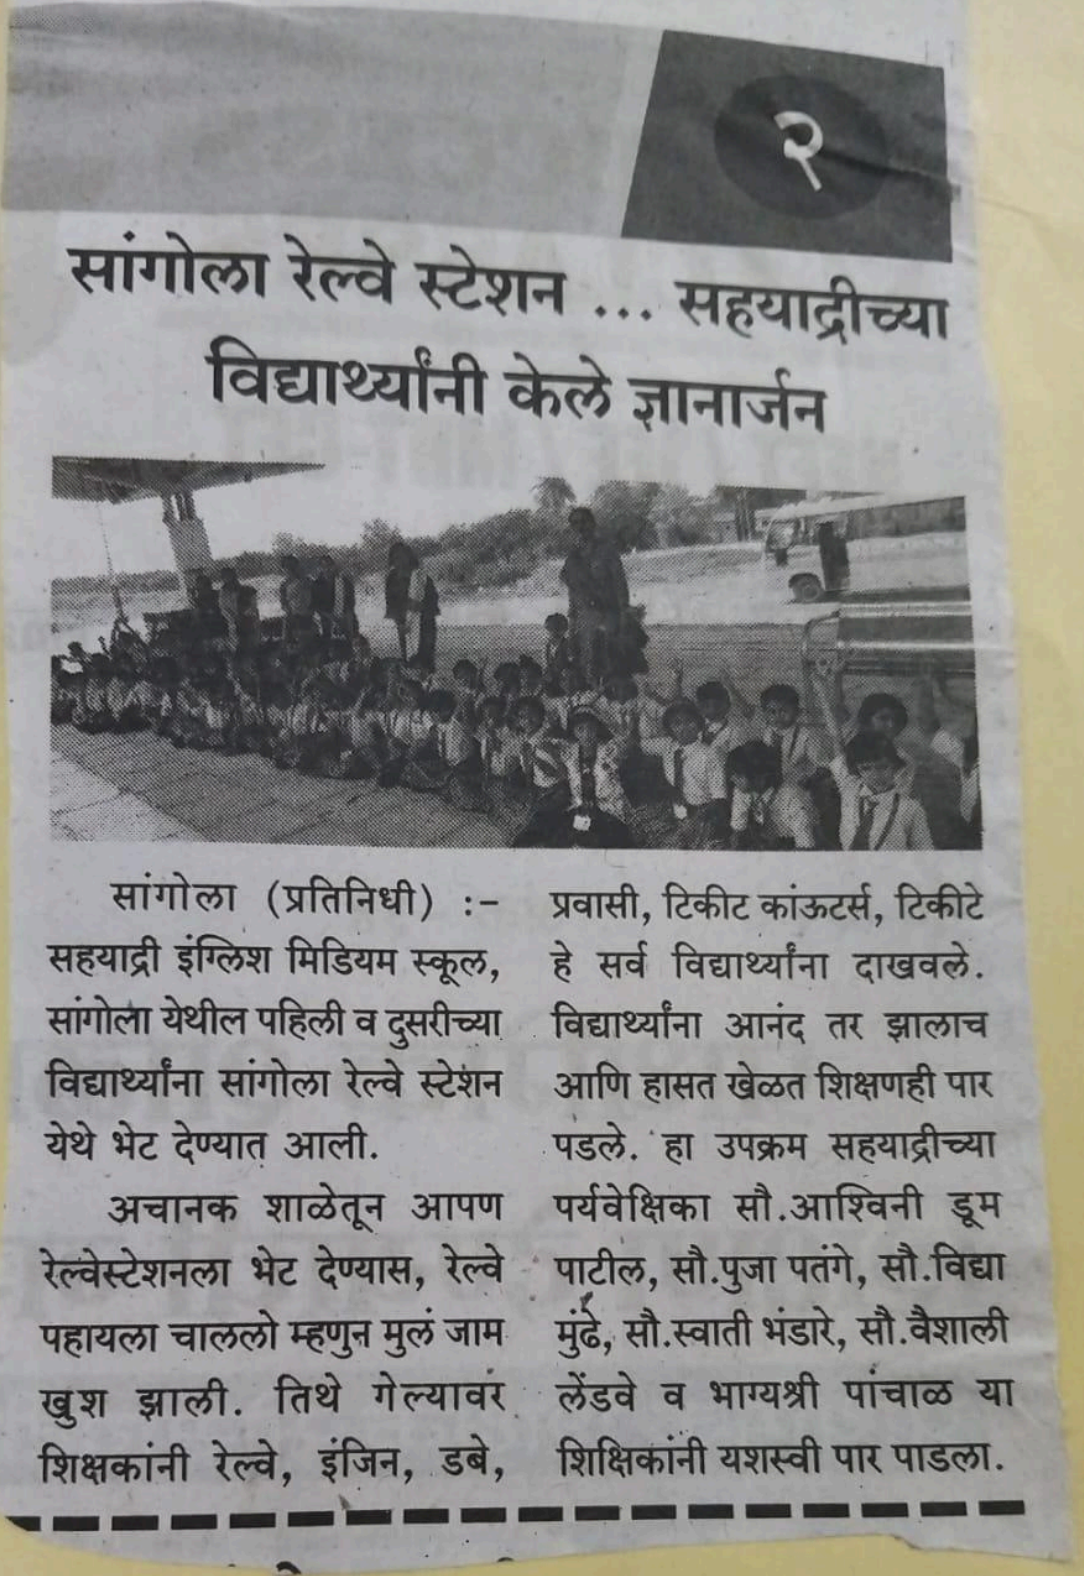 २
सांगोला रेल्वे स्टेशन ... सहयाद्रीच्या
विद्यार्थ्यांनी केले ज्ञानार्जन
सांगोला (प्रतिनिधी) :-
सहयाद्री इंग्लिश मिडियम स्कूल,
सांगोला येथील पहिली व दुसरीच्या
विद्यार्थ्यांना सांगोला रेल्वे स्टेशन
येथे भेट देण्यात आली.
अचानक शाळेतून आपण
रेल्वेस्टेशनला भेट देण्यास, रेल्वे
पहायला चाललो म्हणुन मुलं जाम
खुश झाली. तिथे गेल्यावर
शिक्षकांनी रेल्वे, इंजिन, डबे,
प्रवासी, टिकीट कांऊटर्स, टिकीटे
हे सर्व विद्यार्थ्यांना दाखवले.
विद्यार्थ्यांना आनंद तर झालाच
आणि हासत खेळत शिक्षणही पार
पडले. हा उपक्रम सहयाद्रीच्या
पर्यवेक्षिका सौ.आश्विनी डूम
पाटील, सौ.पुजा पतंगे, सौ.विद्या
मुंढे, सौ.स्वाती भंडारे, सौ.वैशाली
लेंडवे व भाग्यश्री पांचाळ या
शिक्षिकांनी यशस्वी पार पाडला.